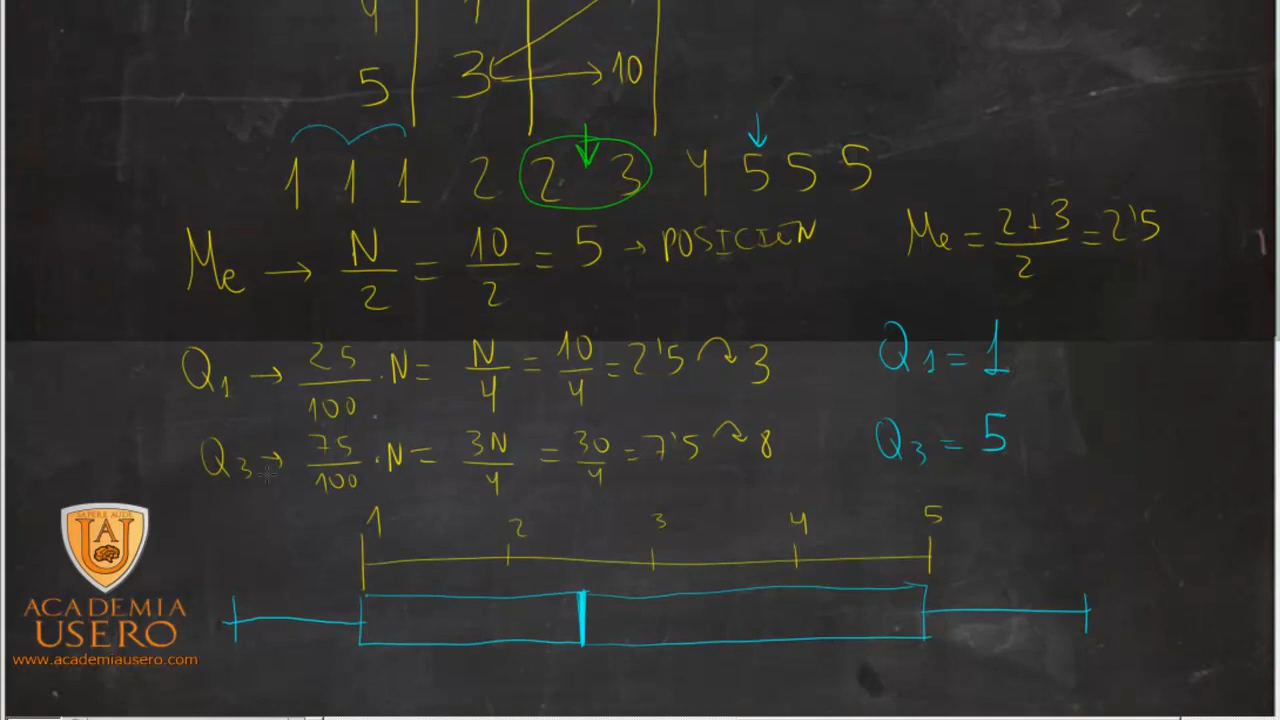 4
5 3 10
1 1 1 2 2 3 4 5 5 5
Me → N/2 = 10/2 = 5 → POSICIÓN Me = 2+3/2 = 2'5
Q1 → 25/100 · N = N/4 = 10/4 = 2'5 3 Q1 = 1
Q3 → 75/100 · N = 3N/4 = 30/4 = 7'5 8 Q3 = 5
1 2 3 4 5
SAPERE AUDE
UAI
ACADEMIA
USERO
www.academiausero.com